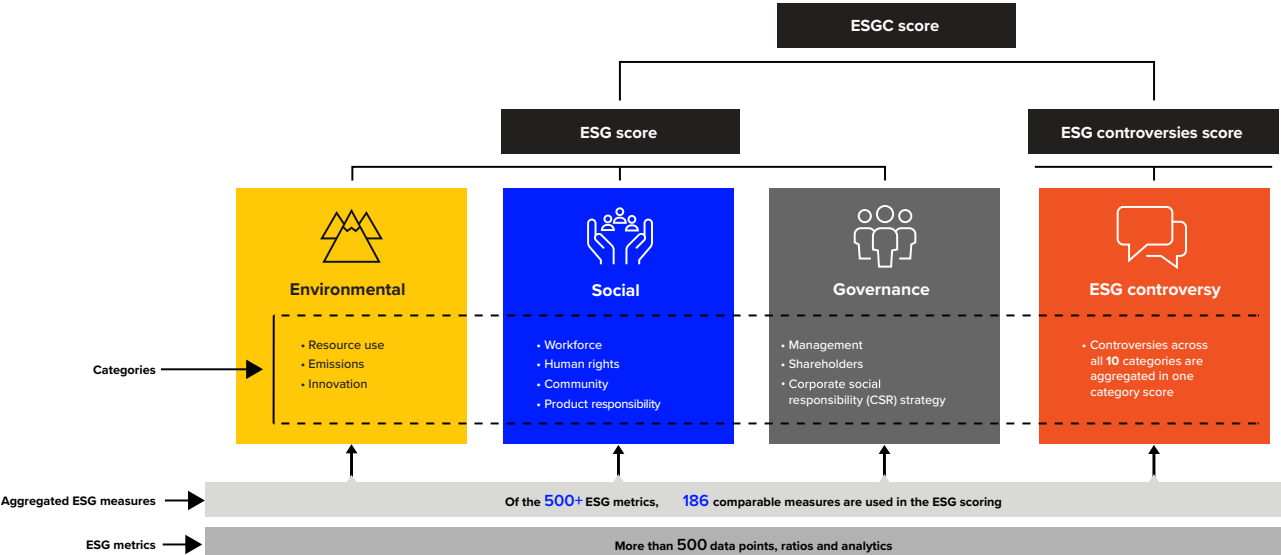 ESGC score
ESG score
ESG controversies score
Environmental
Social
Governance
ESG controversy
Categories
• Resource use
• Emissions
• Innovation
• Workforce
• Human rights
• Community
• Product responsibility
• Management
• Shareholders
• Corporate social
responsibility (CSR) strategy
• Controversies across
all 10 categories are
aggregated in one
category score
Aggregated ESG measures
Of the 500+ ESG metrics, 186 comparable measures are used in the ESG scoring
ESG metrics
More than 500 data points, ratios and analytics